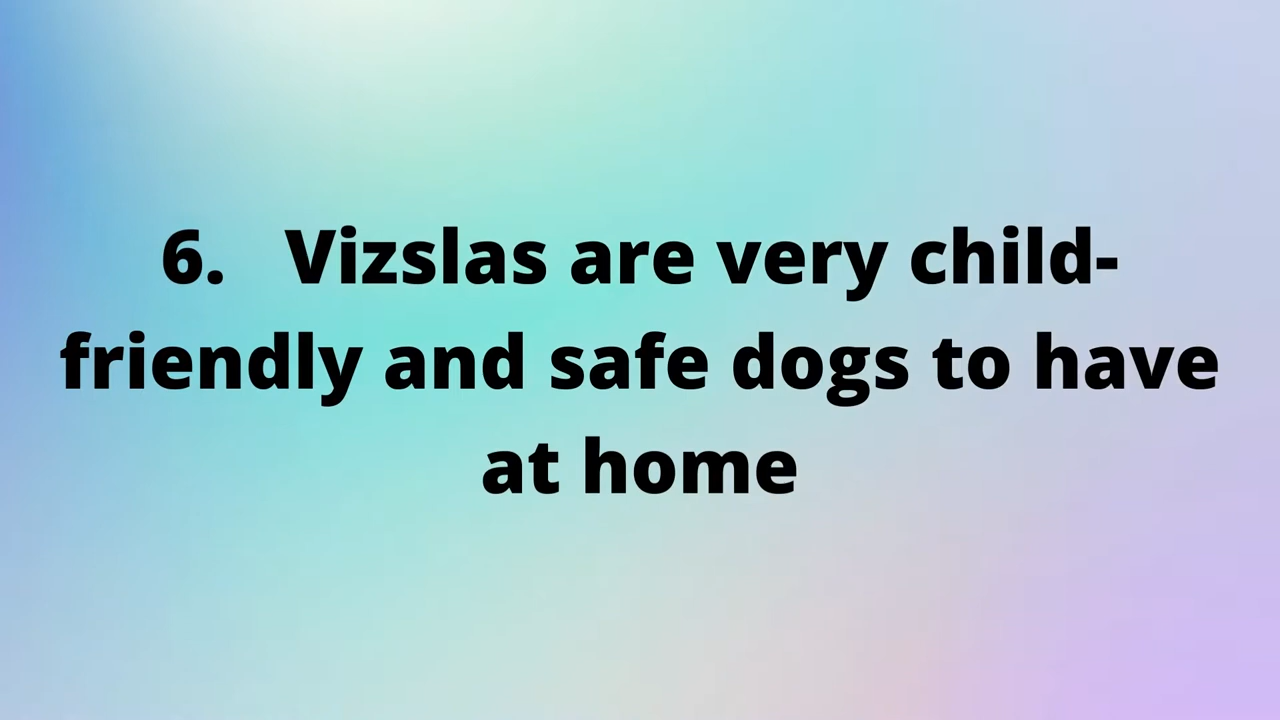 6.   Vizslas are very child-
friendly and safe dogs to have
at home